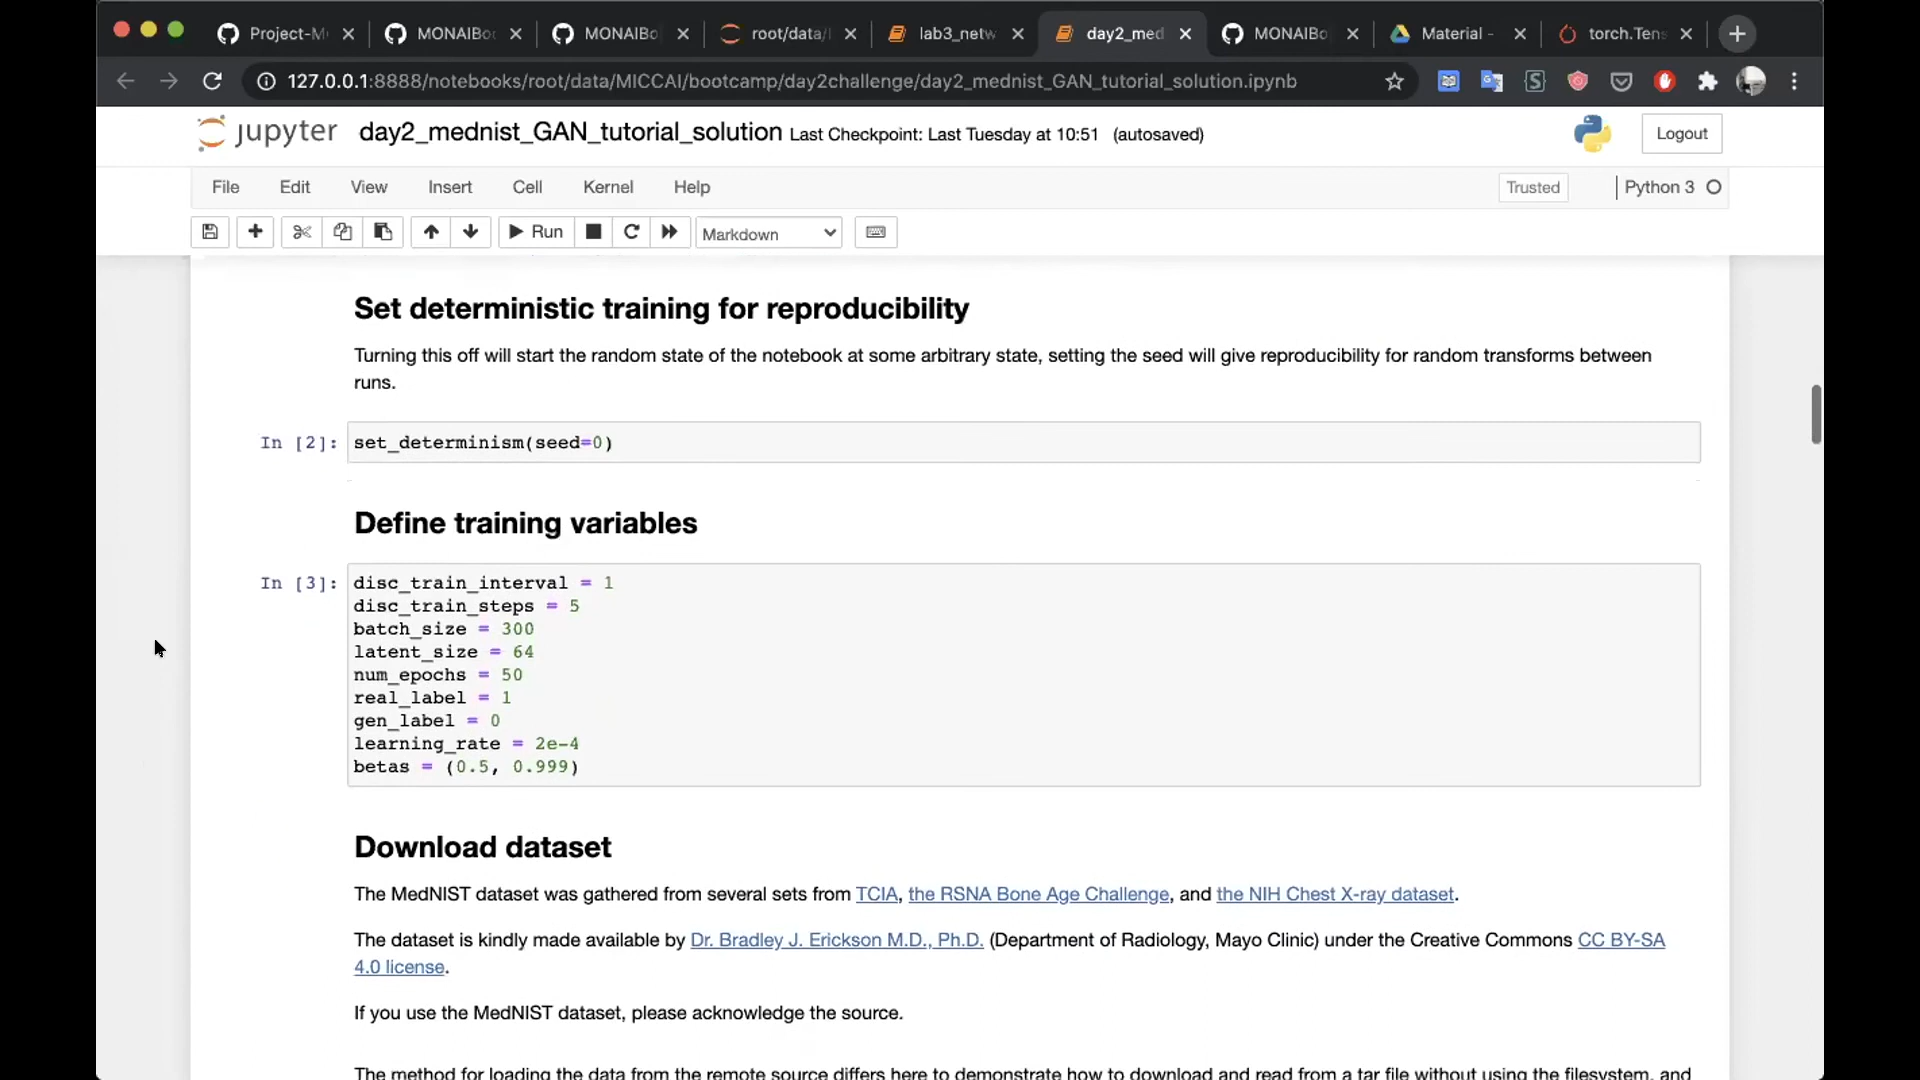 Project-M
MONAIBo
MONAIBo
root/data/
lab3_netw
day2_med
MONAIBo
Material -
torch.Tens
127.0.0.1:8888/notebooks/root/data/MICCAI/bootcamp/day2challenge/day2_mednist_GAN_tutorial_solution.ipynb
jupyter day2_mednist_GAN_tutorial_solution Last Checkpoint: Last Tuesday at 10:51 (autosaved)
Logout
File Edit View Insert Cell Kernel Help
Trusted
Python 3
Run
Markdown
Set deterministic training for reproducibility
Turning this off will start the random state of the notebook at some arbitrary state, setting the seed will give reproducibility for random transforms between
runs.
In [2]: set_determinism(seed=0)
Define training variables
In [3]: disc_train_interval = 1
disc_train_steps = 5
batch_size = 300
latent_size = 64
num_epochs = 50
real_label = 1
gen_label = 0
learning_rate = 2e-4
betas = (0.5, 0.999)
Download dataset
The MedNIST dataset was gathered from several sets from TCIA, the RSNA Bone Age Challenge, and the NIH Chest X-ray dataset.
The dataset is kindly made available by Dr. Bradley J. Erickson M.D., Ph.D. (Department of Radiology, Mayo Clinic) under the Creative Commons CC BY-SA
4.0 license.
If you use the MedNIST dataset, please acknowledge the source.
The method for loading the data from the remote source differs here to demonstrate how to download and read from a tar file without using the filesystem, and